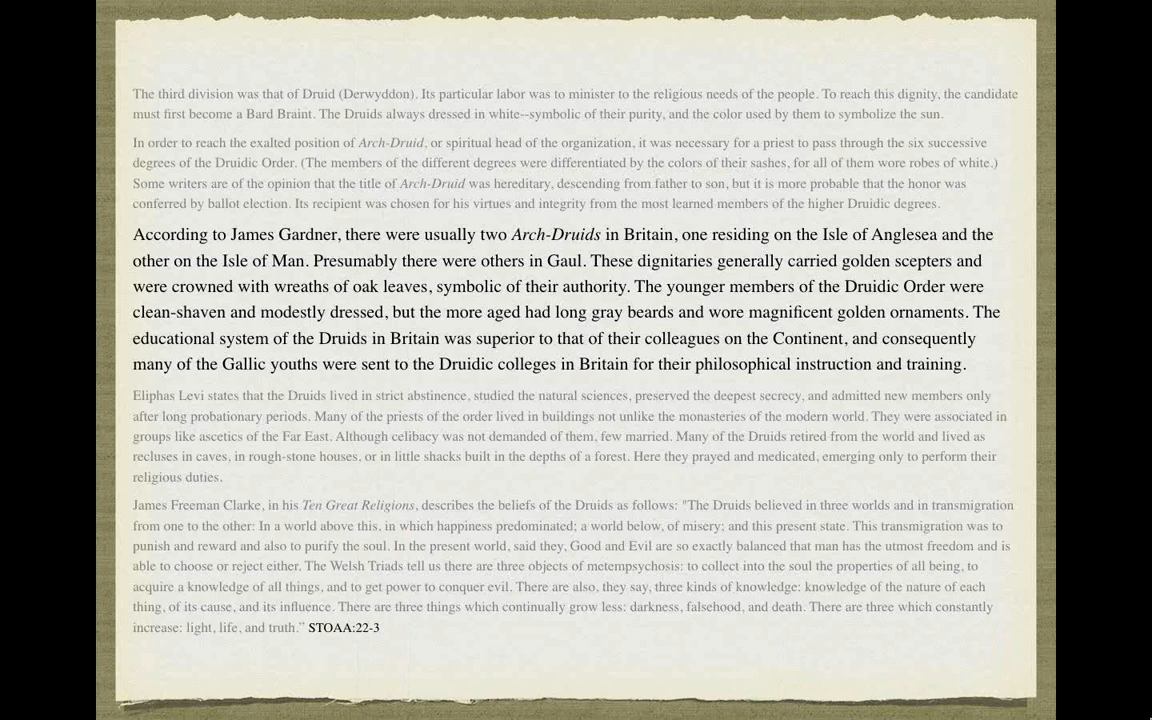 The third division was that of Druid (Derwyddon). Its particular labor was to minister to the religious needs of the people. To reach this dignity, the candidate
must first become a Bard Braint. The Druids always dressed in white--symbolic of their purity, and the color used by them to symbolize the sun.
In order to reach the exalted position of Arch-Druid, or spiritual head of the organization, it was necessary for a priest to pass through the six successive
degrees of the Druidic Order. (The members of the different degrees were differentiated by the colors of their sashes, for all of them wore robes of white.)
Some writers are of the opinion that the title of Arch-Druid was hereditary, descending from father to son, but it is more probable that the honor was
conferred by ballot election. Its recipient was chosen for his virtues and integrity from the most learned members of the higher Druidic degrees.
According to James Gardner, there were usually two Arch-Druids in Britain, one residing on the Isle of Anglesea and the
other on the Isle of Man. Presumably there were others in Gaul. These dignitaries generally carried golden scepters and
were crowned with wreaths of oak leaves, symbolic of their authority. The younger members of the Druidic Order were
clean-shaven and modestly dressed, but the more aged had long gray beards and wore magnificent golden ornaments. The
educational system of the Druids in Britain was superior to that of their colleagues on the Continent, and consequently
many of the Gallic youths were sent to the Druidic colleges in Britain for their philosophical instruction and training.
Eliphas Levi states that the Druids lived in strict abstinence, studied the natural sciences, preserved the deepest secrecy, and admitted new members only
after long probationary periods. Many of the priests of the order lived in buildings not unlike the monasteries of the modern world. They were associated in
groups like ascetics of the Far East. Although celibacy was not demanded of them, few married. Many of the Druids retired from the world and lived as
recluses in caves, in rough-stone houses, or in little shacks built in the depths of a forest. Here they prayed and medicated, emerging only to perform their
religious duties.
James Freeman Clarke, in his Ten Great Religions, describes the beliefs of the Druids as follows: "The Druids believed in three worlds and in transmigration
from one to the other: In a world above this, in which happiness predominated; a world below, of misery; and this present state. This transmigration was to
punish and reward and also to purify the soul. In the present world, said they, Good and Evil are so exactly balanced that man has the utmost freedom and is
able to choose or reject either. The Welsh Triads tell us there are three objects of metempsychosis: to collect into the soul the properties of all being, to
acquire a knowledge of all things, and to get power to conquer evil. There are also, they say, three kinds of knowledge: knowledge of the nature of each
thing, of its cause, and its influence. There are three things which continually grow less: darkness, falsehood, and death. There are three which constantly
increase: light, life, and truth.” STOAA:22-3